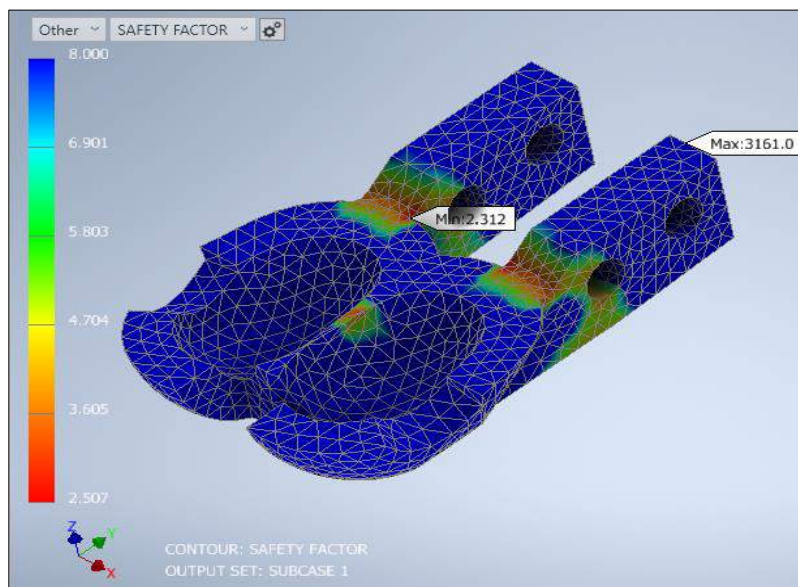 Other SAFETY FACTOR
8.000
6.901
5.803
4.704
3.605
2.507
Max:3161.0
Min:2.312
Z
Y
X
CONTOUR: SAFETY FACTOR
OUTPUT SET: SUBCASE 1